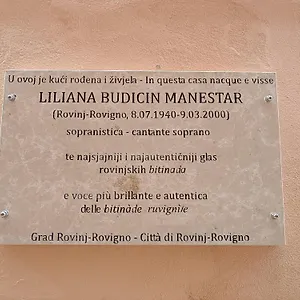 U ovoj je kući rođena i živjela - In questa casa nacque e visse
LILIANA BUDICIN MANESTAR
(Rovinj-Rovigno, 8.07.1940-9.03.2000)
sopranistica - cantante soprano
te najsjajniji i najautentičniji glas
rovinjskih bitinada
e voce più brillante e autentica
delle bitinàde ruvignìʃe
Grad Rovinj-Rovigno - Città di Rovinj-Rovigno